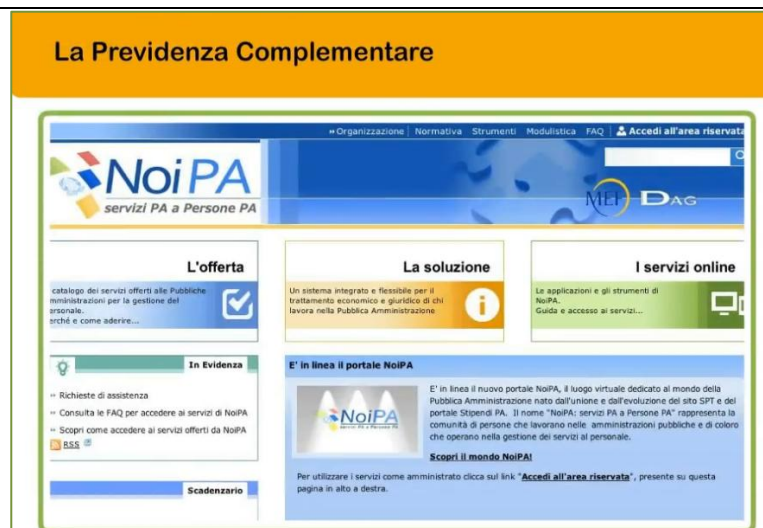 La Previdenza Complementare
» Organizzazione | Normativa Strumenti Modulistica FAQ | Accedi all'area riservata
NoiPA
servizi PA a Persone PA
MEF DAG
L'offerta
catalogo dei servizi offerti alle Pubbliche
mministrazioni per la gestione del
ersonale.
erché e come aderire...
La soluzione
Un sistema integrato e flessibile per il
trattamento economico e giuridico di chi
lavora nella Pubblica Amministrazione
I servizi online
Le applicazioni e gli strumenti di
NoiPA.
Guida e accesso ai servizi...
In Evidenza
» Richieste di assistenza
» Consulta le FAQ per accedere ai servizi di NoiPA
» Scopri come accedere ai servizi offerti da NoiPA
RSS
Scadenzario
E' in linea il portale NoiPA
NoiPA
servizi PA a Persone PA
E' in linea il nuovo portale NoiPA, il luogo virtuale dedicato al mondo della
Pubblica Amministrazione nato dall'unione e dall'evoluzione del sito SPT e del
portale Stipendi PA. Il nome "NoiPA: servizi PA a Persone PA" rappresenta la
comunità di persone che lavorano nelle amministrazioni pubbliche e di coloro
che operano nella gestione dei servizi al personale.
Scopri il mondo NoiPA!
Per utilizzare i servizi come amministrato clicca sul link "Accedi all'area riservata", presente su questa
pagina in alto a destra.